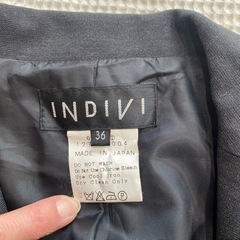 INDIVI
36
MADE IN JAPAN
DO NOT WASH
Do Not Use Chlorine Bleach
Use Cool Iron
Dry Clean Only